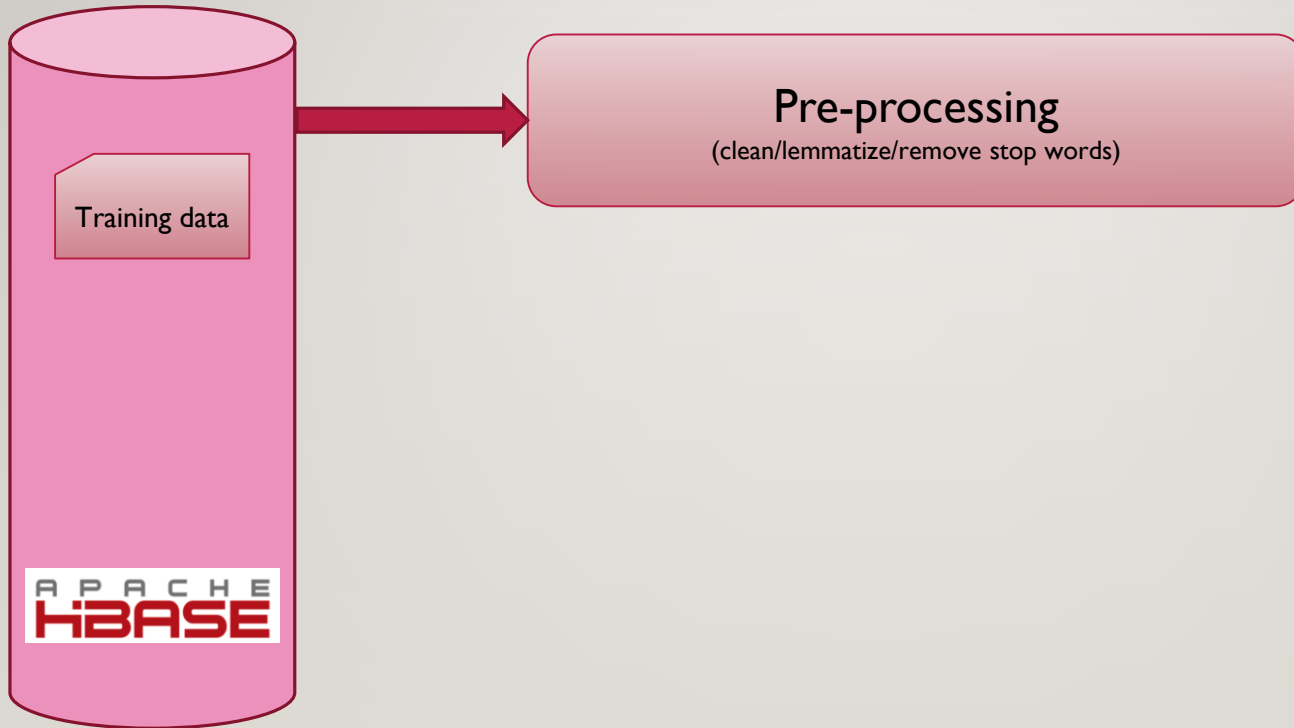 Pre-processing
(clean/lemmatize/remove stop words)
Training data
APACHE
HBASE